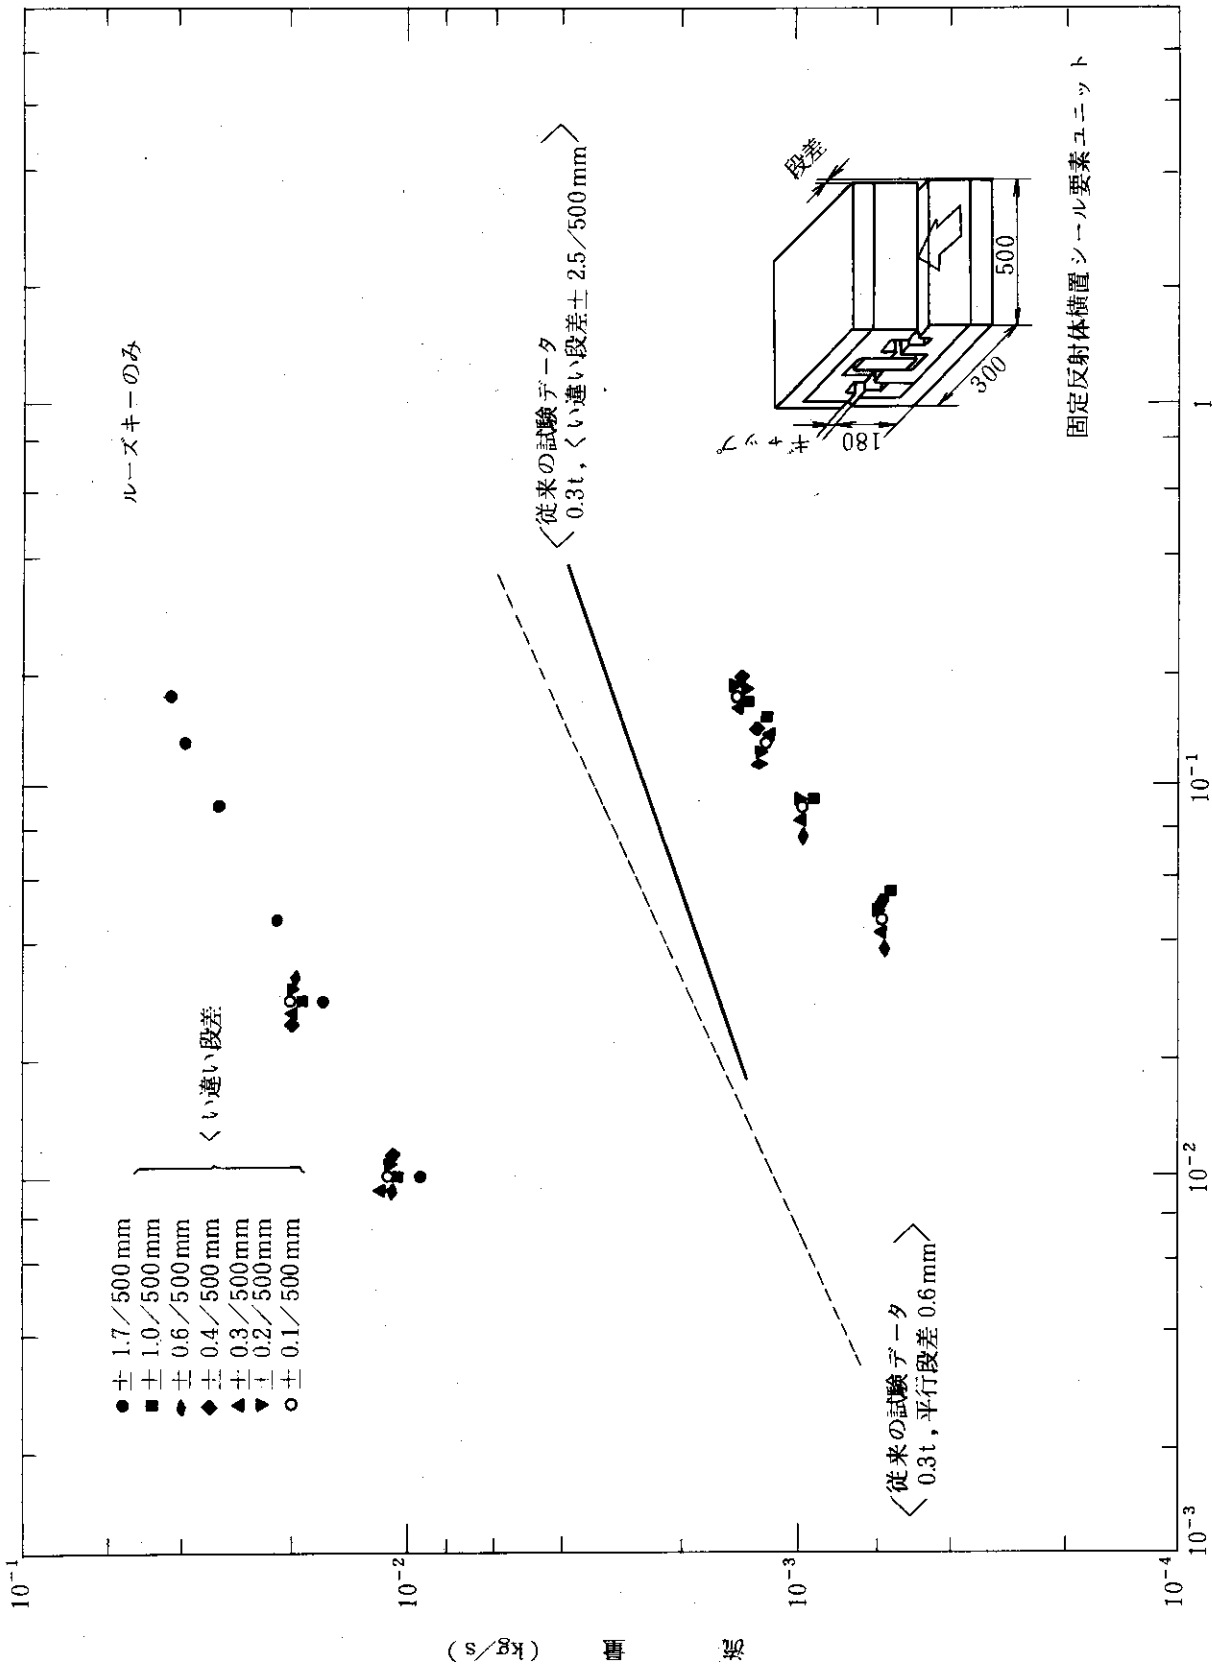 10⁻¹
10⁻²
10⁻³
10⁻⁴
流量 (kg/s)
● ± 1.7/500mm
■ ± 1.0/500mm
± 0.6/500mm
◆ ± 0.4/500mm
▲ ± 0.3/500mm
▼ ± 0.2/500mm
○ ± 0.1/500mm
くい違い段差
ルーズキーのみ
〈従来の試験データ
0.3t, くい違い段差± 2.5/500mm〉
〈従来の試験データ
0.3t, 平行段差 0.6mm〉
段差
ギャップ
180
300
500
固定反射体横置シール要素ユニット
10⁻³
10⁻²
10⁻¹
1